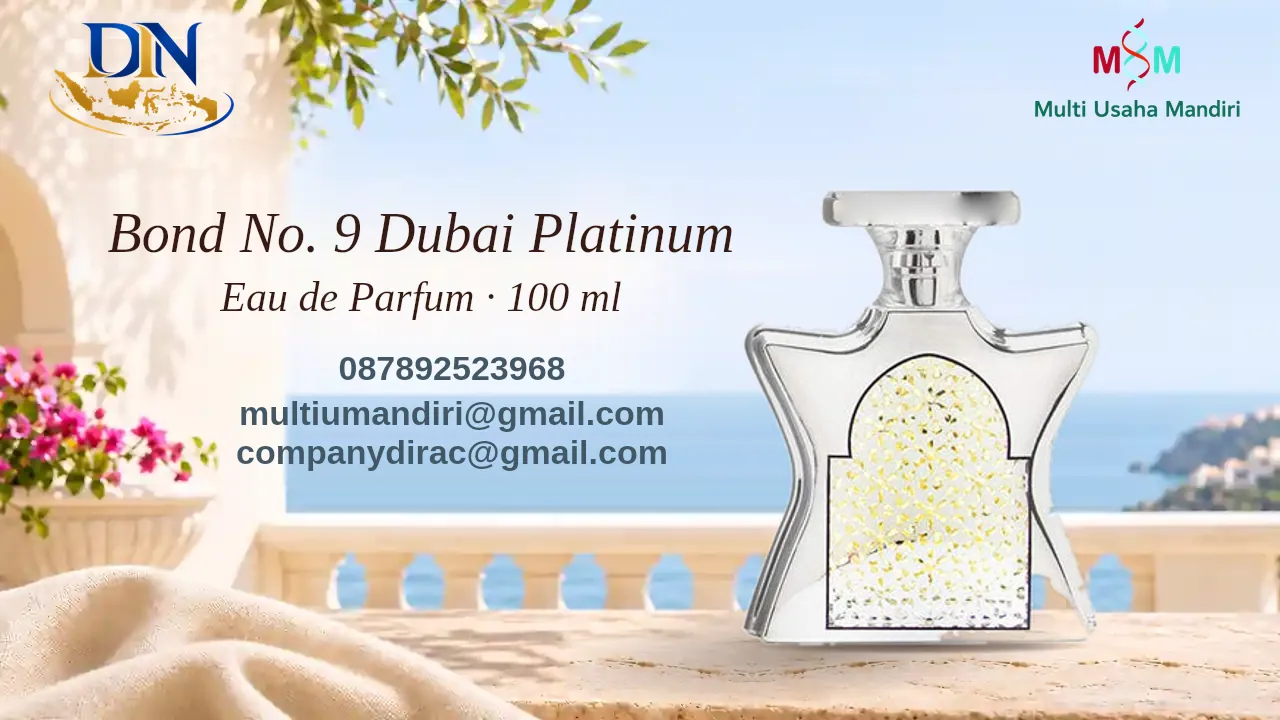 DIN
MSM
Multi Usaha Mandiri
Bond No. 9 Dubai Platinum
Eau de Parfum · 100 ml
087892523968
multiumandiri@gmail.com
companydirac@gmail.com